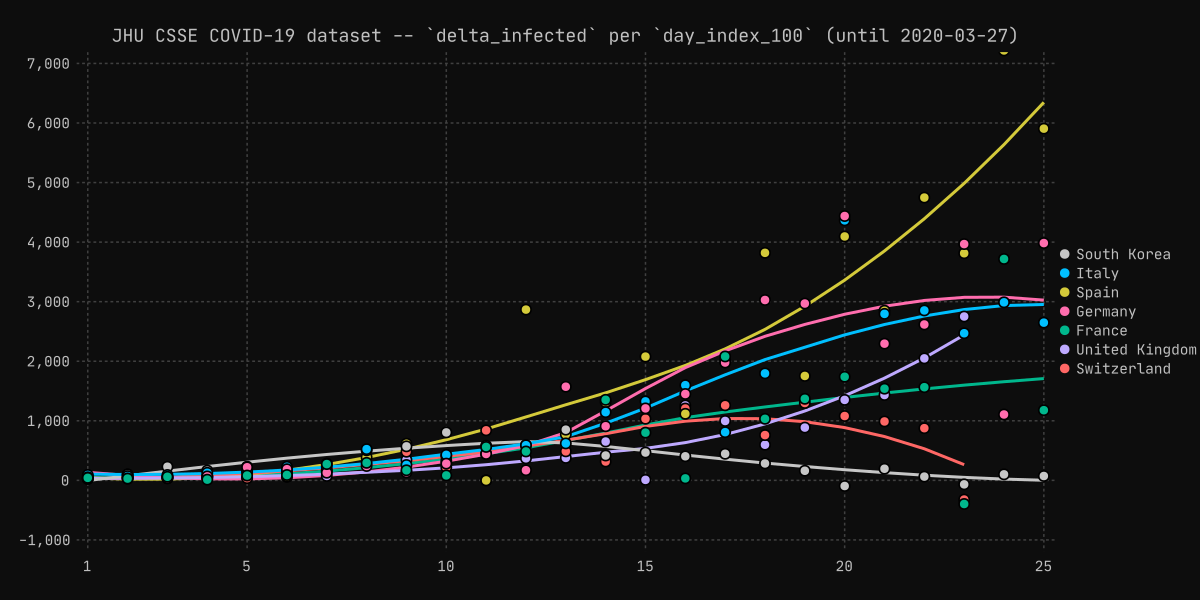 JHU CSSE COVID-19 dataset -- `delta_infected` per `day_index_100` (until 2020-03-27)
7,000
6,000
5,000
4,000
3,000
2,000
1,000
0
-1,000
1 5 10 15 20 25
South Korea
Italy
Spain
Germany
France
United Kingdom
Switzerland